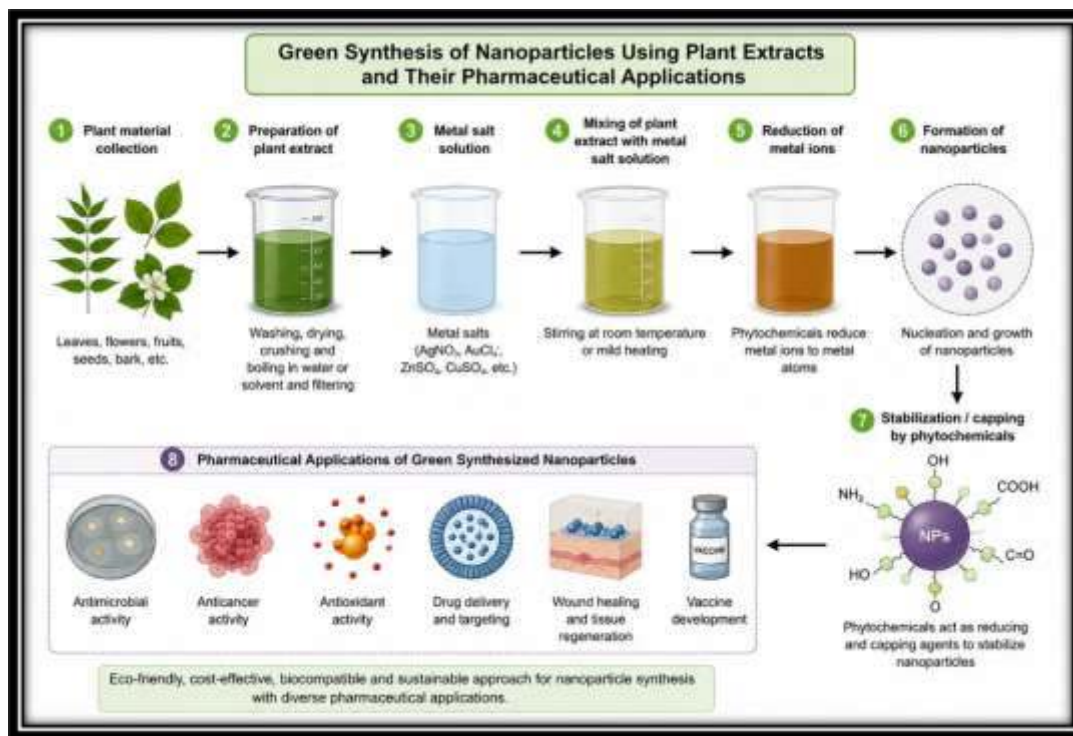 Green Synthesis of Nanoparticles Using Plant Extracts
and Their Pharmaceutical Applications
1 Plant material
collection
Leaves, flowers, fruits,
seeds, bark, etc.
2 Preparation of
plant extract
Washing, drying,
crushing and
boiling in water or
solvent and filtering
3 Metal salt
solution
Metal salts
(AgNO₃, AuCl₄⁻,
ZnSO₄, CuSO₄, etc.)
4 Mixing of plant
extract with metal
salt solution
Stirring at room temperature
or mild heating
5 Reduction of
metal ions
Phytochemicals reduce
metal ions to metal
atoms
6 Formation of
nanoparticles
Nucleation and growth
of nanoparticles
7 Stabilization / capping
by phytochemicals
OH
NH₂
COOH
NPs
C=O
HO
O
Phytochemicals act as reducing
and capping agents to stabilize
nanoparticles
8 Pharmaceutical Applications of Green Synthesized Nanoparticles
Antimicrobial
activity
Anticancer
activity
Antioxidant
activity
Drug delivery
and targeting
Wound healing
and tissue
regeneration
VACCINE
Vaccine
development
Eco-friendly, cost-effective, biocompatible and sustainable approach for nanoparticle synthesis
with diverse pharmaceutical applications.